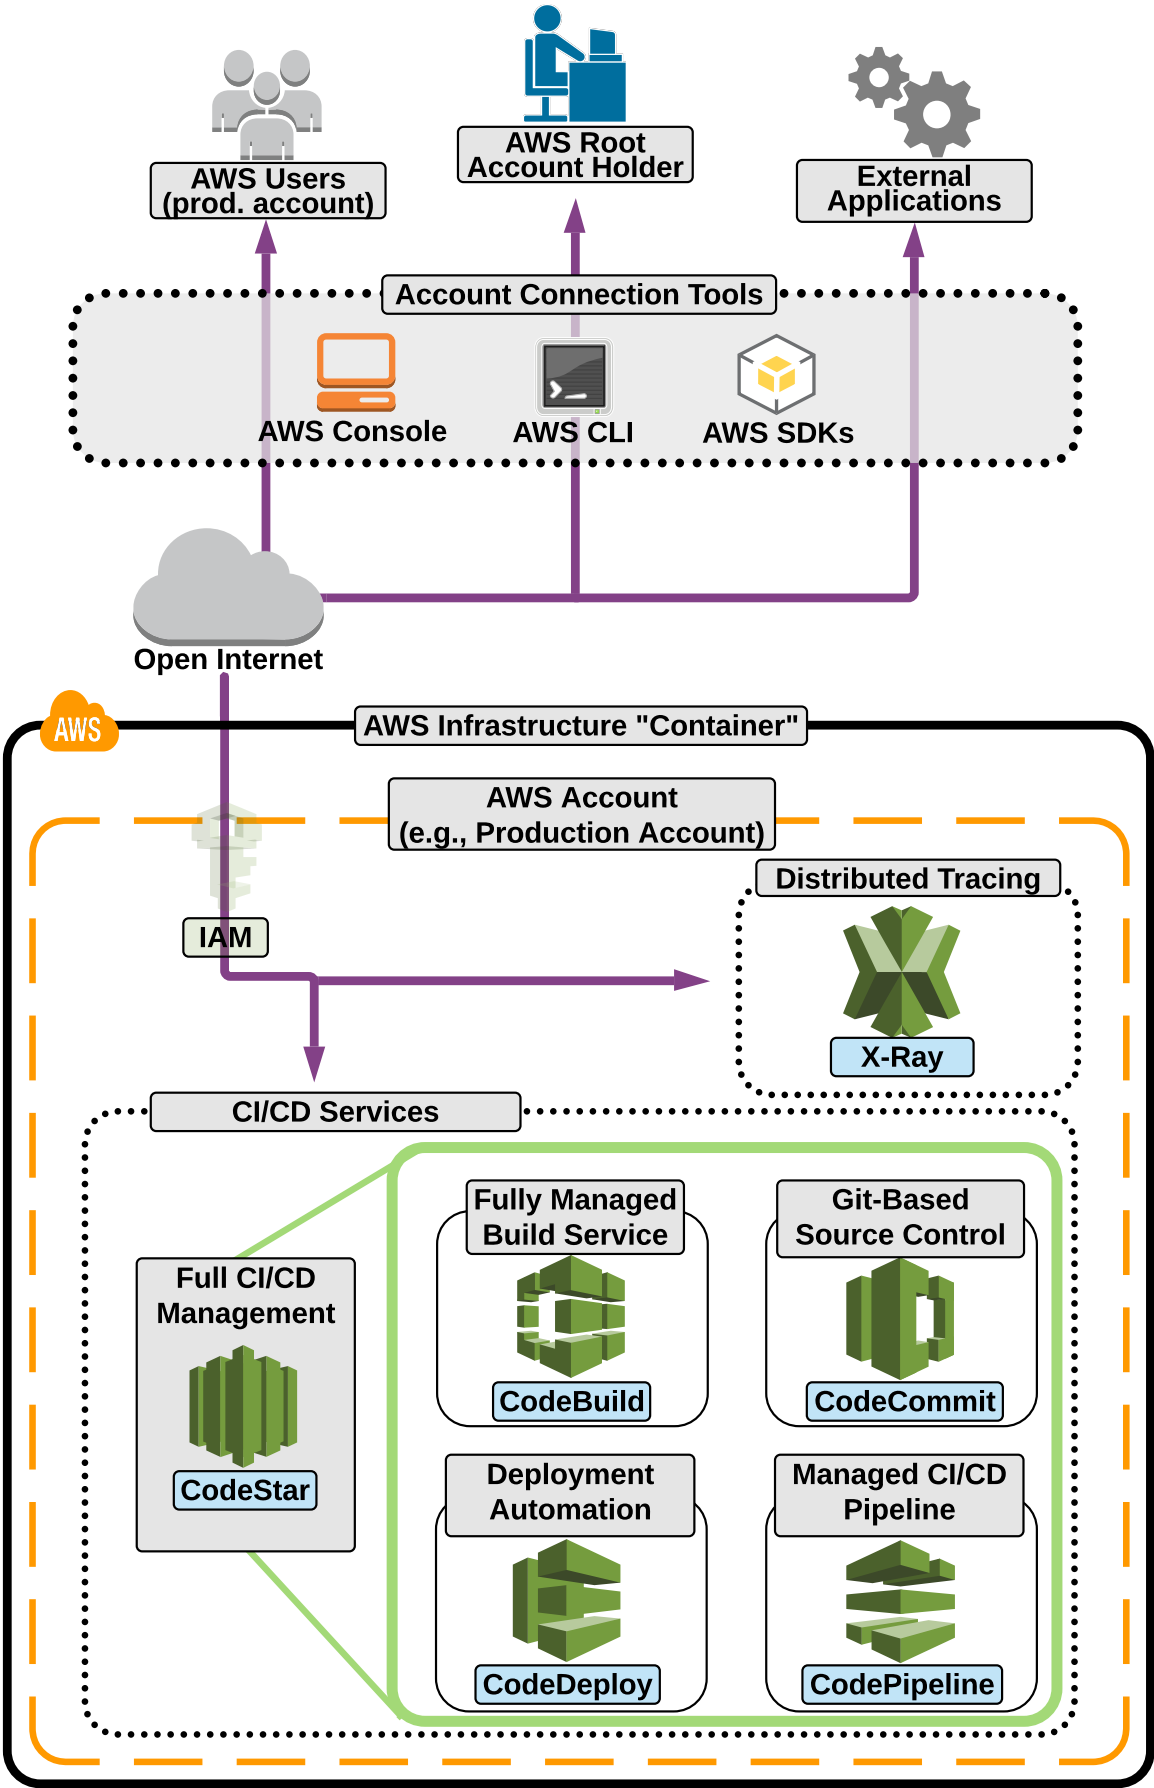 AWS Users
(prod. account)
AWS Root
Account Holder
External
Applications
Account Connection Tools
AWS Console
AWS CLI
AWS SDKs
Open Internet
AWS
AWS Infrastructure "Container"
AWS Account
(e.g., Production Account)
Distributed Tracing
IAM
X-Ray
CI/CD Services
Full CI/CD
Management
CodeStar
Fully Managed
Build Service
CodeBuild
Git-Based
Source Control
CodeCommit
Deployment
Automation
CodeDeploy
Managed CI/CD
Pipeline
CodePipeline